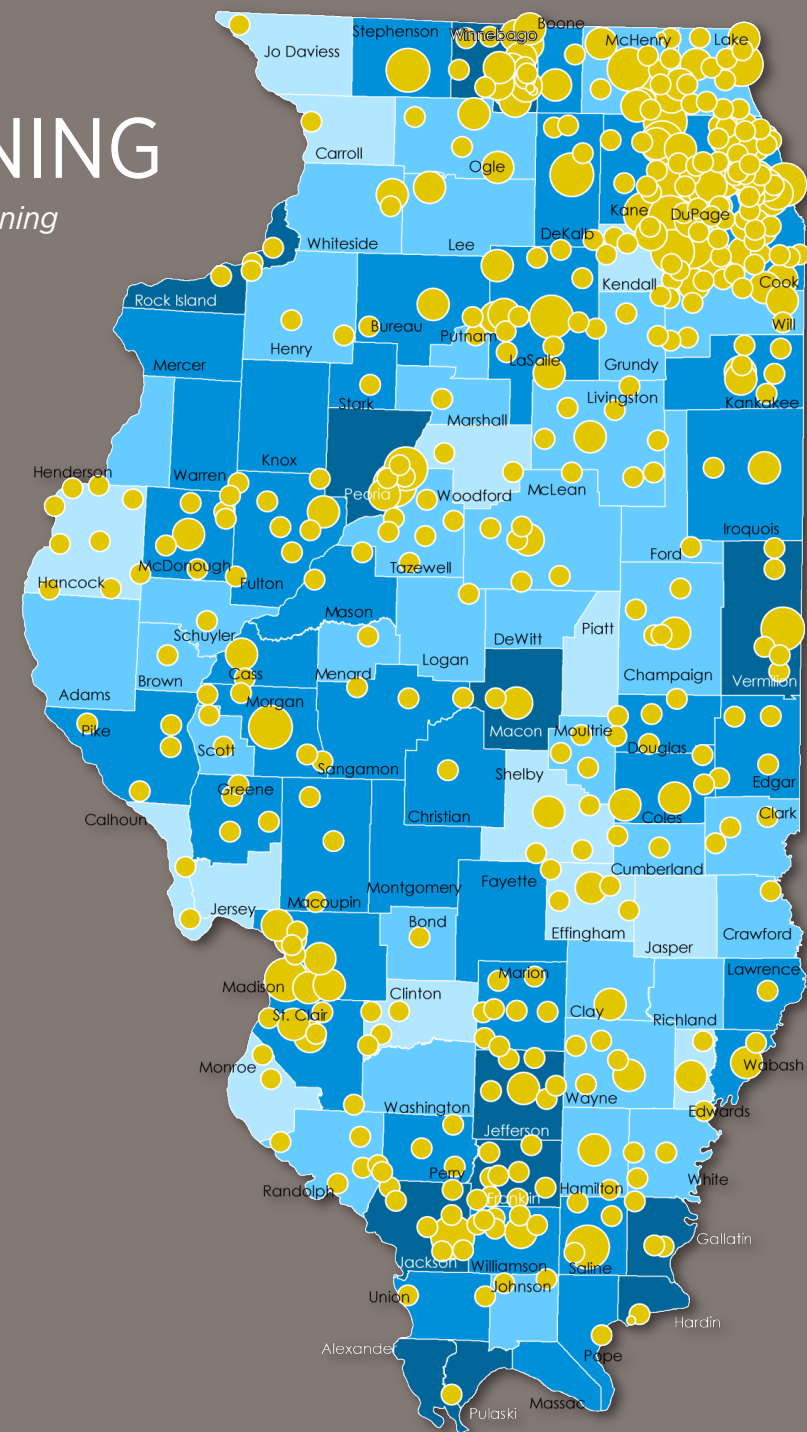 NING
ning
Jo Daviess
Stephenson
Winnebago
Boone
McHenry
Lake
Carroll
Ogle
Kane
DuPage
Whiteside
Lee
DeKalb
Kendall
Cook
Rock Island
Will
Henry
Bureau
Putnam
LaSalle
Grundy
Mercer
Stark
Livingston
Kankakee
Marshall
Henderson
Warren
Knox
Peoria
Woodford
McLean
Iroquois
Ford
Hancock
McDonough
Fulton
Tazewell
Mason
Schuyler
DeWitt
Piatt
Adams
Brown
Cass
Menard
Logan
Champaign
Vermilion
Morgan
Pike
Scott
Sangamon
Macon
Moultrie
Douglas
Edgar
Greene
Shelby
Calhoun
Christian
Coles
Clark
Jersey
Macoupin
Montgomery
Fayette
Cumberland
Bond
Effingham
Jasper
Crawford
Madison
Clinton
Marion
Lawrence
St. Clair
Clay
Richland
Monroe
Wabash
Washington
Wayne
Edwards
Jefferson
Randolph
Perry
Franklin
Hamilton
White
Jackson
Williamson
Saline
Gallatin
Union
Johnson
Hardin
Alexander
Pope
Massac
Pulaski